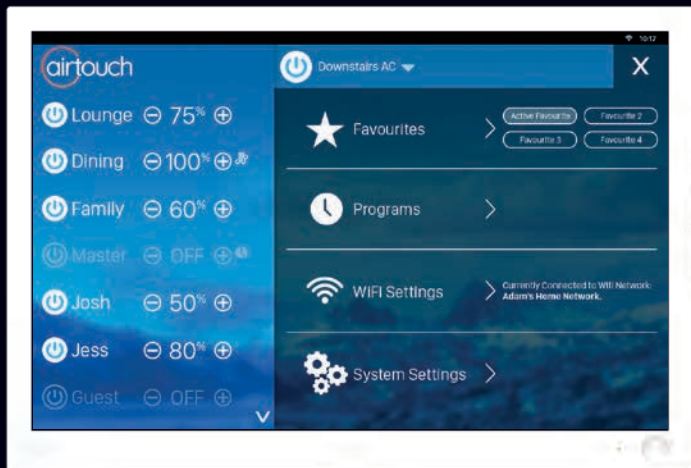 10:17
airtouch
Downstairs AC
X
Lounge 75%
Dining 100%
Family 60%
Master OFF
Josh 50%
Jess 80%
Guest OFF
Favourites
Active Favourite Favourite 2
Favourite 3 Favourite 4
Programs
WiFi Settings
Currently Connected to Wifi Network:
Adam's Home Network.
System Settings